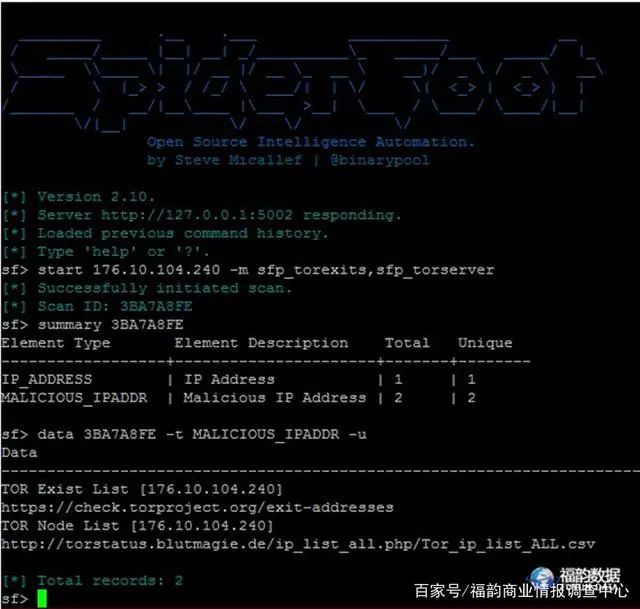 SpiderFoot
Open Source Intelligence Automation.
by Steve Micallef | @binarypool
[*] Version 2.10.
[*] Server http://127.0.0.1:5002 responding.
[*] Loaded previous command history.
[*] Type 'help' or '?'.
sf> start 176.10.104.240 -m sfp_torexits,sfp_torserver
[*] Successfully initiated scan.
[*] Scan ID: 3BA7A8FE
sf> summary 3BA7A8FE
Element Type | Element Description | Total | Unique
IP_ADDRESS | IP Address | 1 | 1
MALICIOUS_IPADDR | Malicious IP Address | 2 | 2
sf> data 3BA7A8FE -t MALICIOUS_IPADDR -u
Data
TOR Exist List [176.10.104.240]
https://check.torproject.org/exit-addresses
TOR Node List [176.10.104.240]
http://torstatus.blutmagie.de/ip_list_all.php/Tor_ip_list_ALL.csv
[*] Total records: 2
sf>
福韵数据
百家号/福韵商业情报调查中心